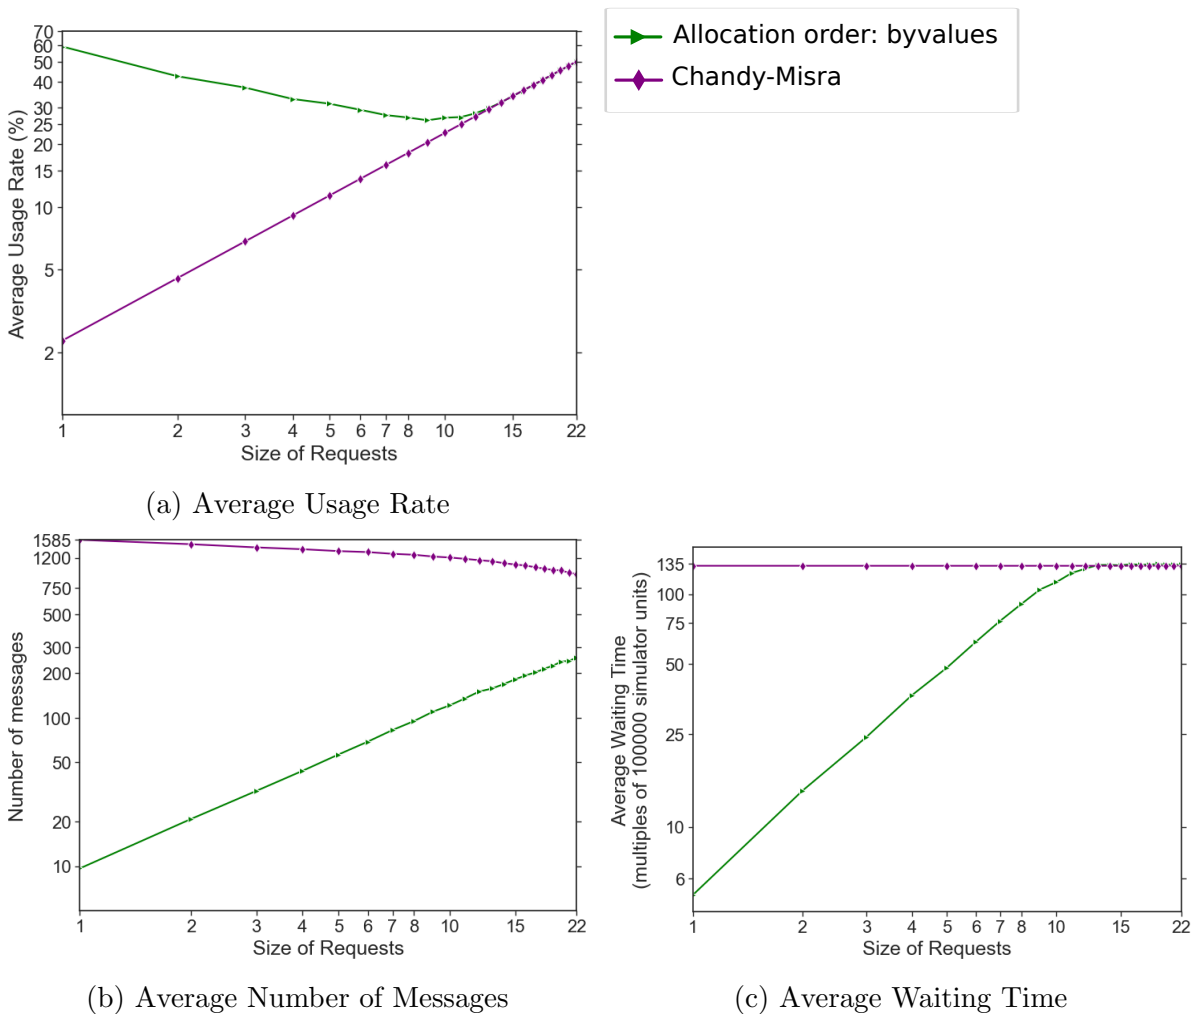 Allocation order: byvalues
Chandy-Misra
70
60
50
40
30
25
20
15
10
5
2
Average Usage Rate (%)
1 2 3 4 5 6 7 8 10 15 22
Size of Requests
(a) Average Usage Rate
1585
1200
750
500
300
200
100
50
20
10
Number of messages
1 2 3 4 5 6 7 8 10 15 22
Size of Requests
(b) Average Number of Messages
135
100
75
50
25
10
6
Average Waiting Time
(multiples of 100000 simulator units)
1 2 3 4 5 6 7 8 10 15 22
Size of Requests
(c) Average Waiting Time